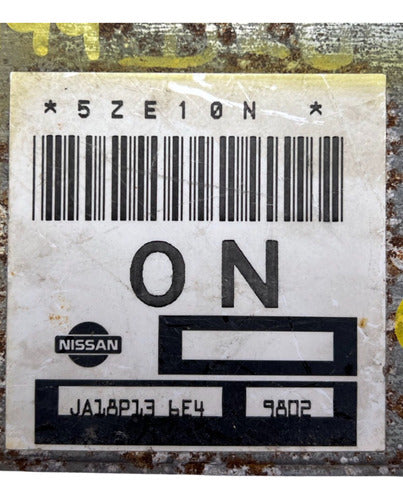 *5ZE10N *
ON
NISSAN
JA18P13 6E4 9802